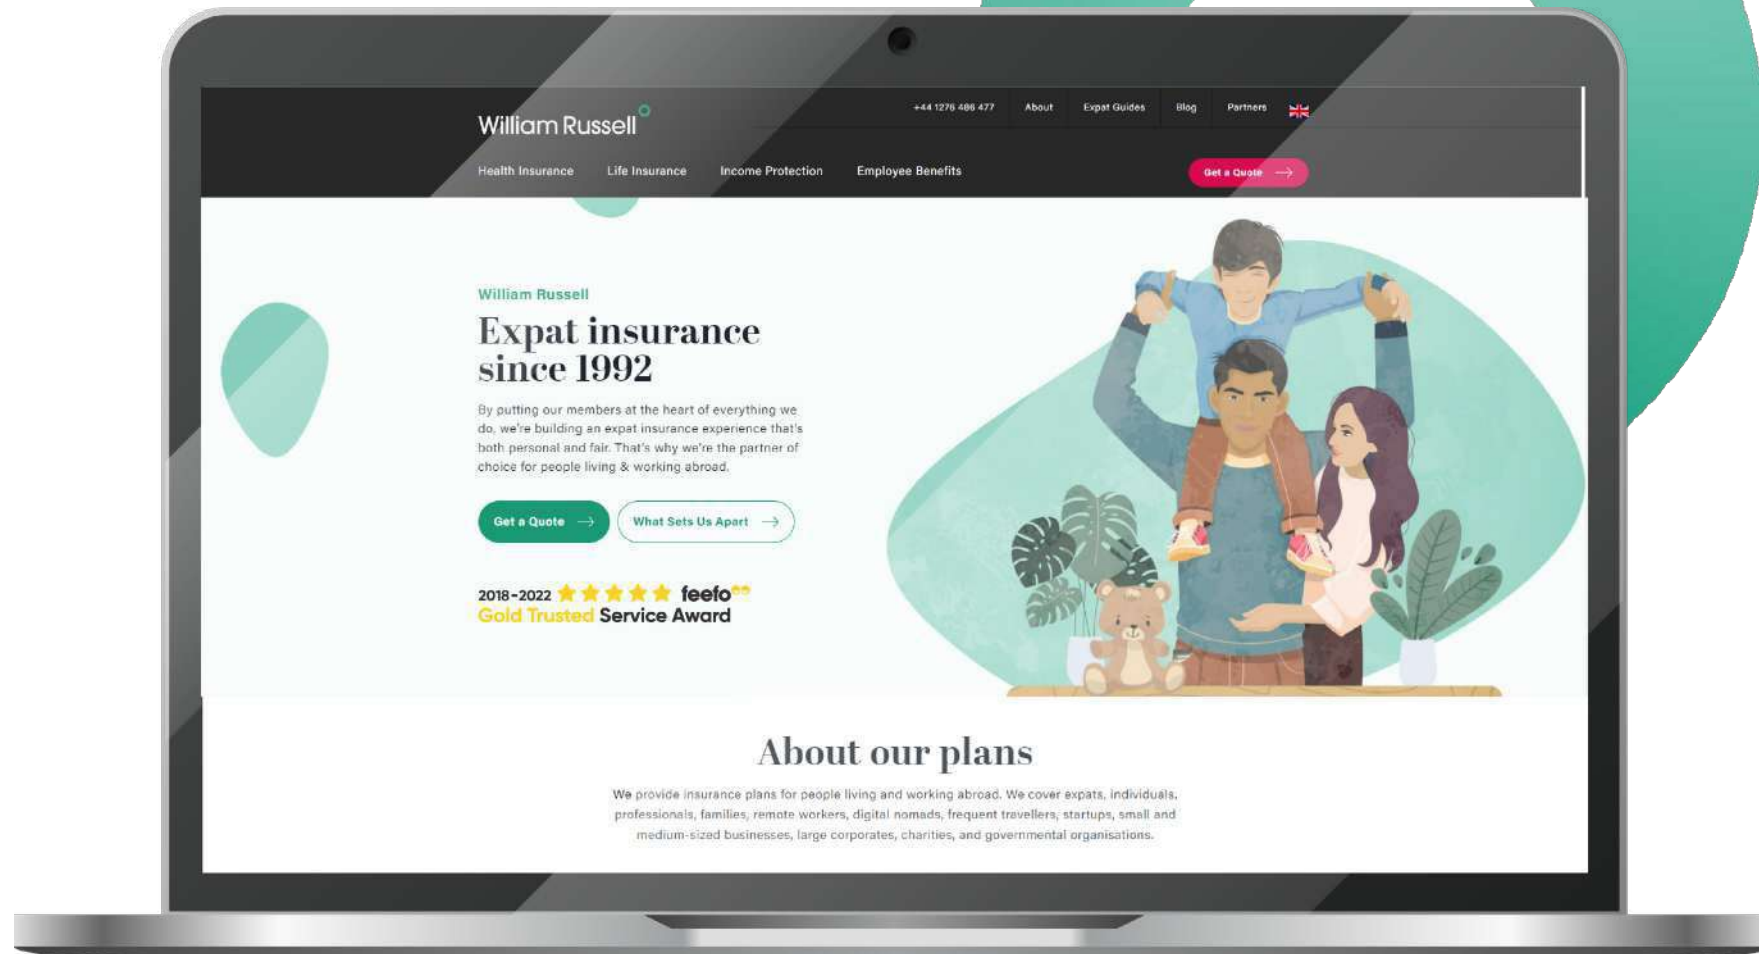 William Russell
+44 1276 486 477
About
Expat Guides
Blog
Partners
Health Insurance
Life Insurance
Income Protection
Employee Benefits
Get a Quote
William Russell
Expat insurance
since 1992
By putting our members at the heart of everything we
do, we're building an expat insurance experience that's
both personal and fair. That's why we're the partner of
choice for people living & working abroad.
Get a Quote
What Sets Us Apart
2018-2022 feefo
Gold Trusted Service Award
About our plans
We provide insurance plans for people living and working abroad. We cover expats, individuals,
professionals, families, remote workers, digital nomads, frequent travellers, startups, small and
medium-sized businesses, large corporates, charities, and governmental organisations.